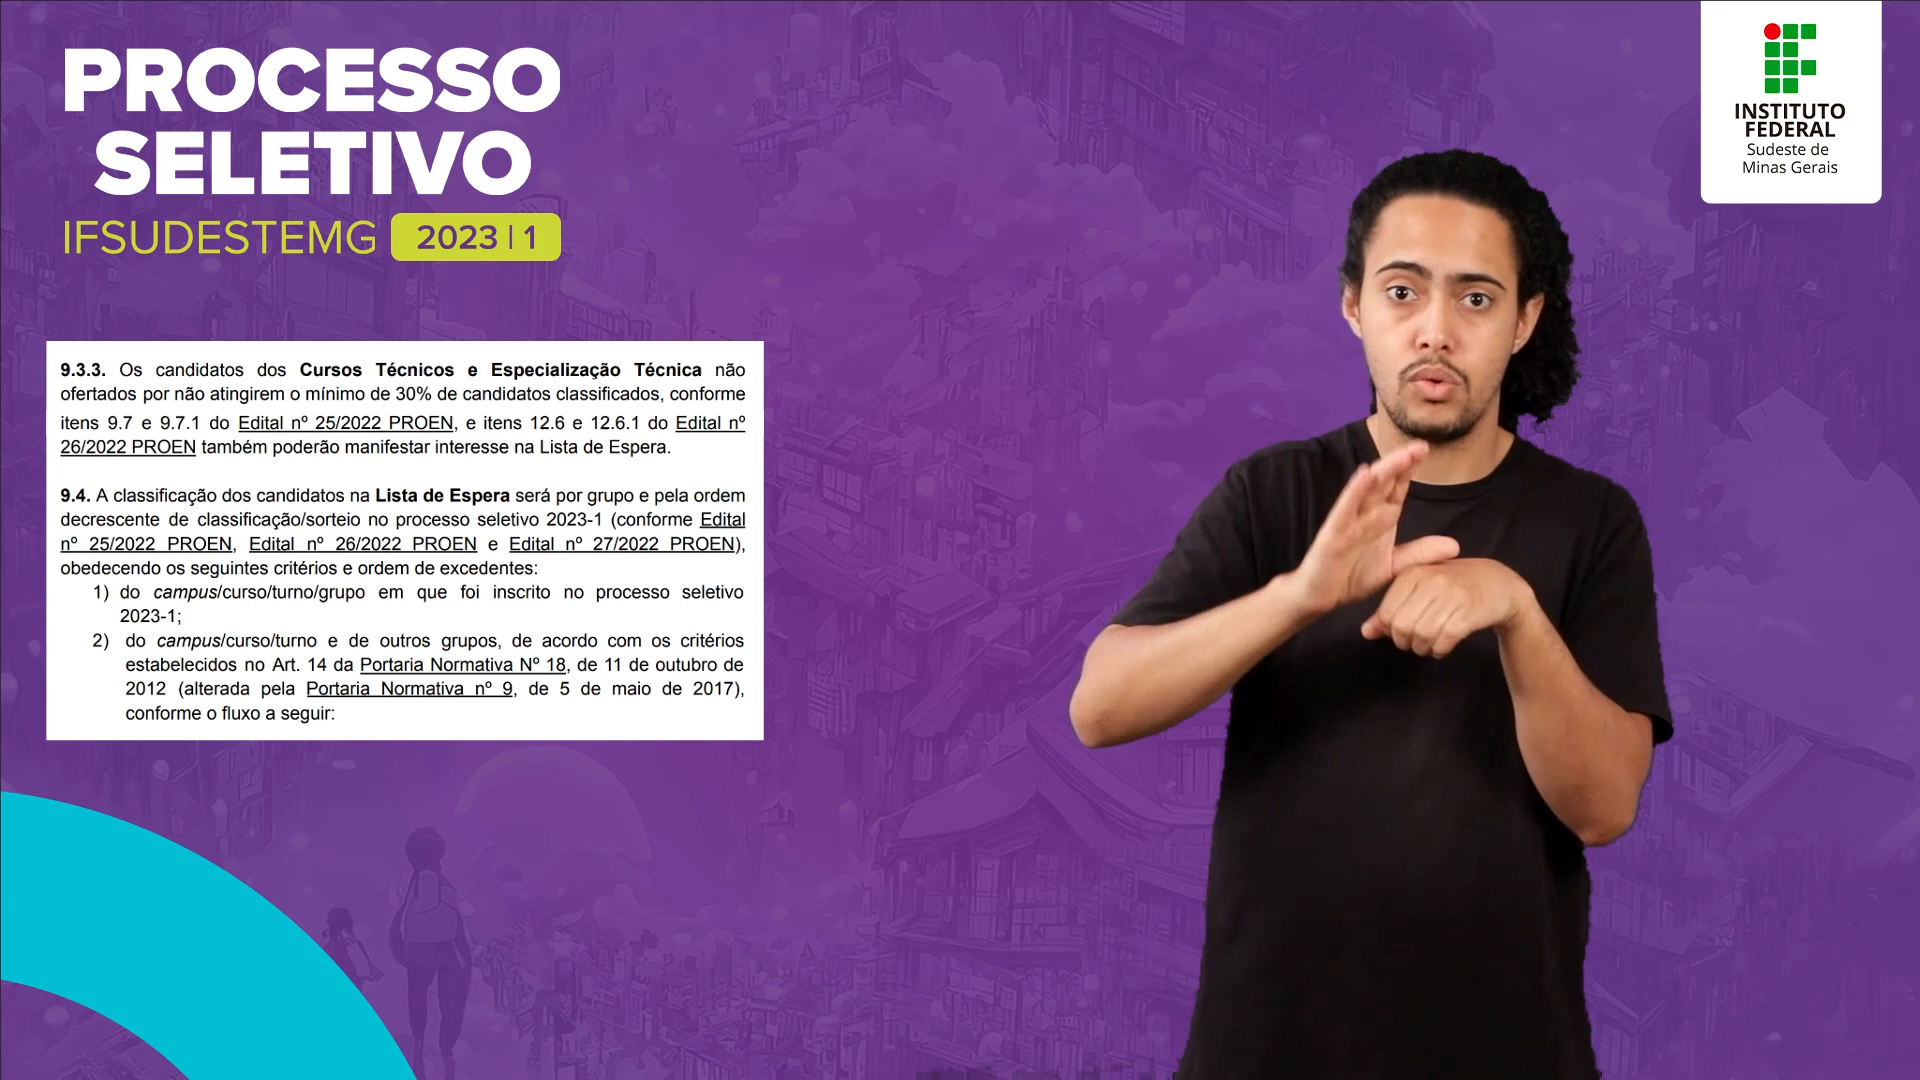 PROCESSO
SELETIVO
IFSUDESTEMG 2023 | 1
INSTITUTO
FEDERAL
Sudeste de
Minas Gerais
9.3.3. Os candidatos dos Cursos Técnicos e Especialização Técnica não
ofertados por não atingirem o mínimo de 30% de candidatos classificados, conforme
itens 9.7 e 9.7.1 do Edital nº 25/2022 PROEN, e itens 12.6 e 12.6.1 do Edital nº
26/2022 PROEN também poderão manifestar interesse na Lista de Espera.
9.4. A classificação dos candidatos na Lista de Espera será por grupo e pela ordem
decrescente de classificação/sorteio no processo seletivo 2023-1 (conforme Edital
nº 25/2022 PROEN, Edital nº 26/2022 PROEN e Edital nº 27/2022 PROEN),
obedecendo os seguintes critérios e ordem de excedentes:
1) do campus/curso/turno/grupo em que foi inscrito no processo seletivo
2023-1;
2) do campus/curso/turno e de outros grupos, de acordo com os critérios
estabelecidos no Art. 14 da Portaria Normativa Nº 18, de 11 de outubro de
2012 (alterada pela Portaria Normativa nº 9, de 5 de maio de 2017),
conforme o fluxo a seguir: